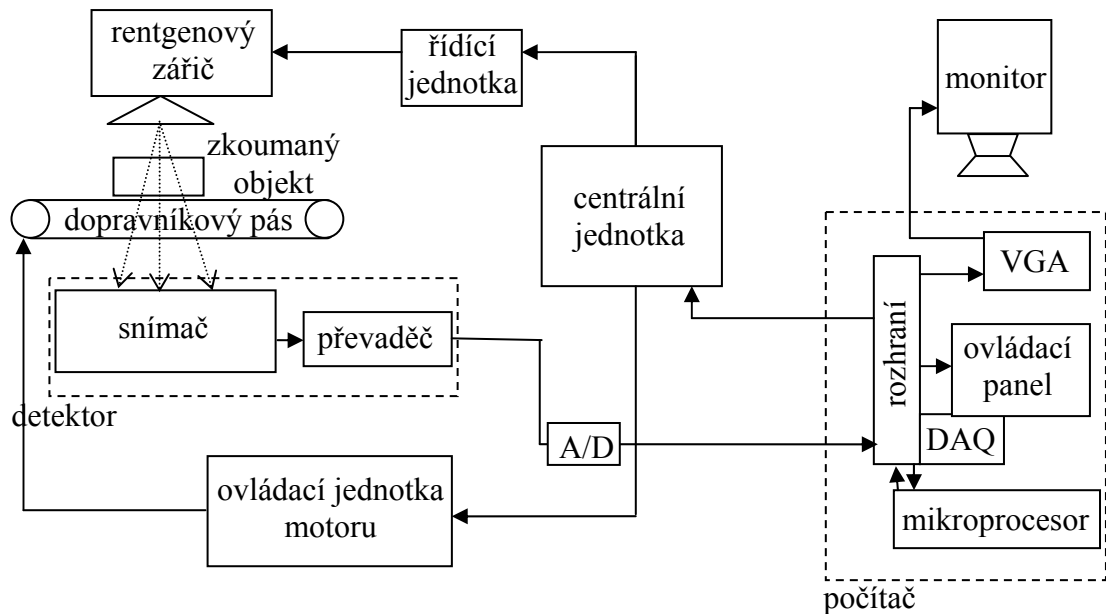 rentgenový
zářič
řídící
jednotka
monitor
zkoumaný
objekt
dopravníkový pás
centrální
jednotka
VGA
snímač
převaděč
rozhraní
ovládací
panel
detektor
A/D
DAQ
ovládací jednotka
motoru
mikroprocesor
počítač